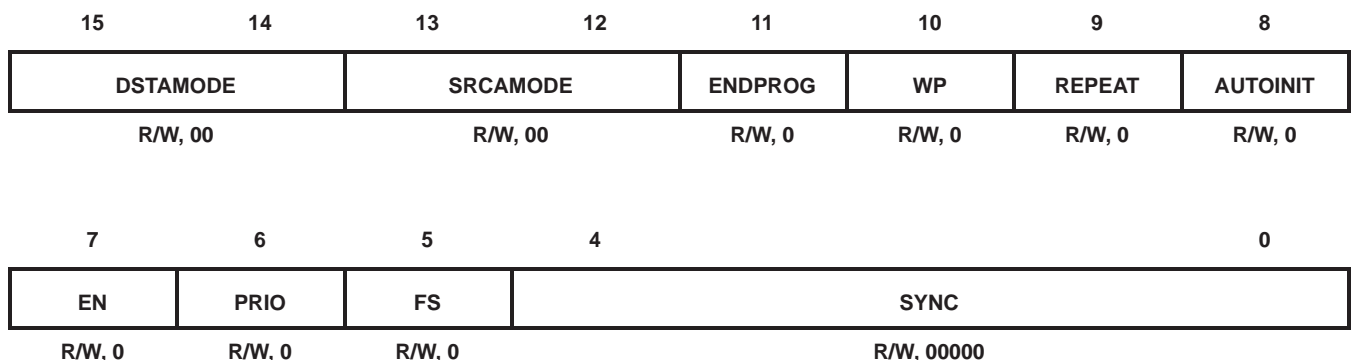 15 14 13 12 11 10 9 8
DSTAMODE SRCAMODE ENDPROG WP REPEAT AUTOINIT
R/W, 00 R/W, 00 R/W, 0 R/W, 0 R/W, 0 R/W, 0
7 6 5 4 0
EN PRIO FS SYNC
R/W, 0 R/W, 0 R/W, 0 R/W, 00000